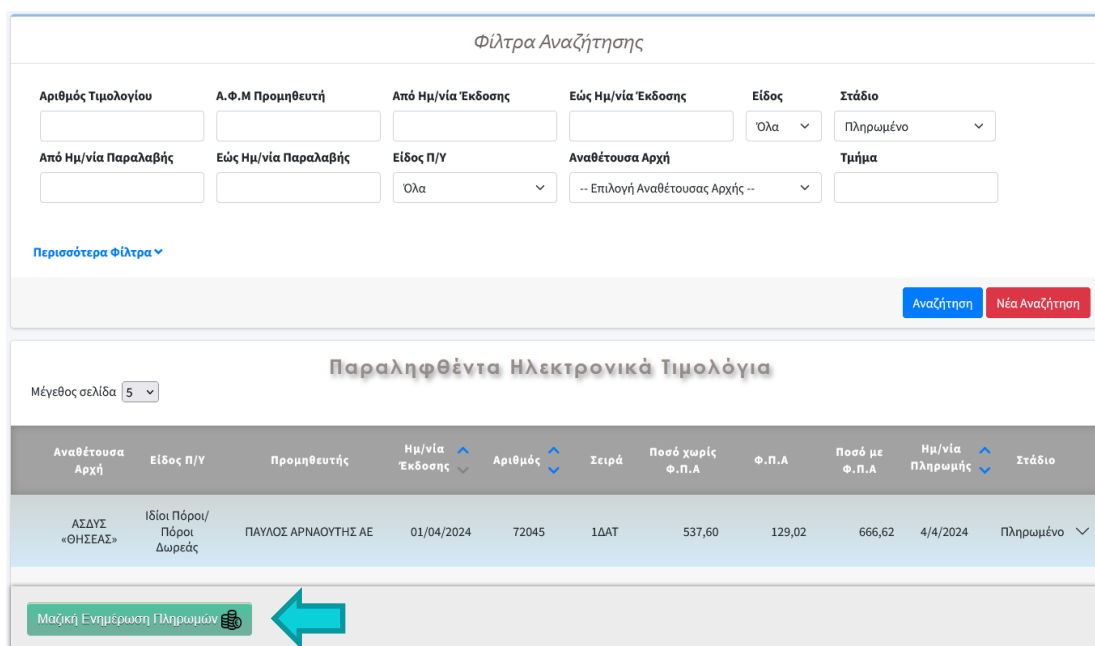 Φίλτρα Αναζήτησης
Αριθμός Τιμολογίου Α.Φ.Μ Προμηθευτή Από Ημ/νία Έκδοσης Εώς Ημ/νία Έκδοσης Είδος Στάδιο
Όλα Πληρωμένο
Από Ημ/νία Παραλαβής Εώς Ημ/νία Παραλαβής Είδος Π/Υ Αναθέτουσα Αρχή Τμήμα
Όλα -- Επιλογή Αναθέτουσας Αρχής --
Περισσότερα Φίλτρα
Αναζήτηση Νέα Αναζήτηση
Παραληφθέντα Ηλεκτρονικά Τιμολόγια
Μέγεθος σελίδα 5
Αναθέτουσα Αρχή Είδος Π/Υ Προμηθευτής Ημ/νία Έκδοσης Αριθμός Σειρά Ποσό χωρίς Φ.Π.Α Φ.Π.Α Ποσό με Φ.Π.Α Ημ/νία Πληρωμής Στάδιο
ΑΣΔΥΣ «ΘΗΣΕΑΣ» Ιδίοι Πόροι/ Πόροι Δωρεάς ΠΑΥΛΟΣ ΑΡΝΑΟΥΤΗΣ ΑΕ 01/04/2024 72045 1ΔΑΤ 537,60 129,02 666,62 4/4/2024 Πληρωμένο
Μαζική Ενημέρωση Πληρωμών